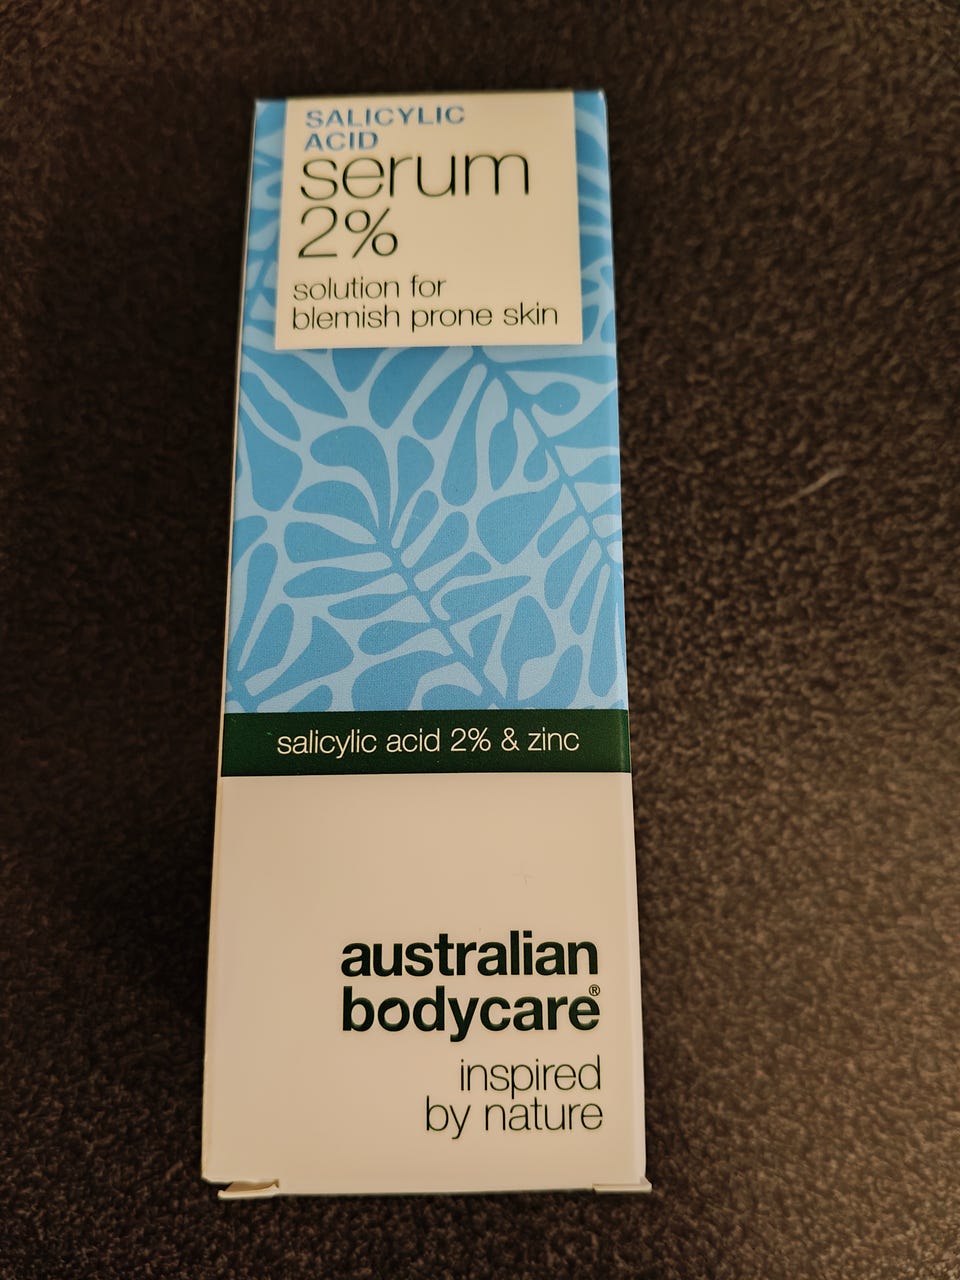 SALICYLIC
ACID
serum
2%
solution for
blemish prone skin
salicylic acid 2% & zinc
australian
bodycare®
inspired
by nature